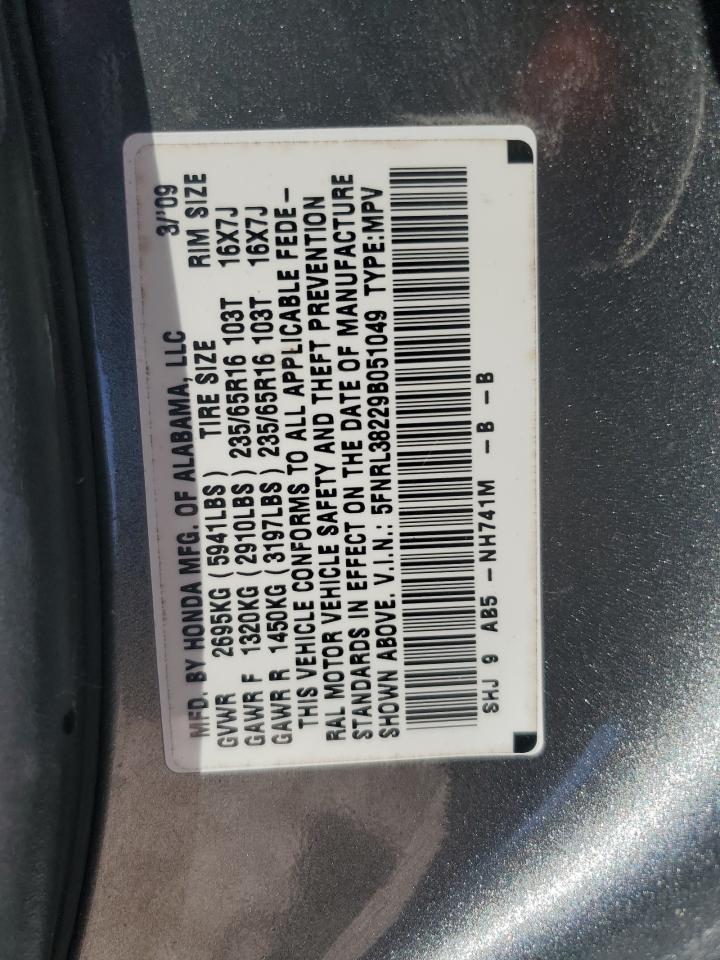 MFD. BY HONDA MFG. OF ALABAMA, LLC 3/'09
GVWR 2695KG (5941LBS) TIRE SIZE RIM SIZE
GAWR F 1320KG (2910LBS) 235/65R16 103T 16X7J
GAWR R 1450KG (3197LBS) 235/65R16 103T 16X7J
THIS VEHICLE CONFORMS TO ALL APPLICABLE FEDE-
RAL MOTOR VEHICLE SAFETY AND THEFT PREVENTION
STANDARDS IN EFFECT ON THE DATE OF MANUFACTURE
SHOWN ABOVE. V.I.N.: 5FNRL38229B051049 TYPE:MPV
SHJ 9 AB5 - NH741M - B - B